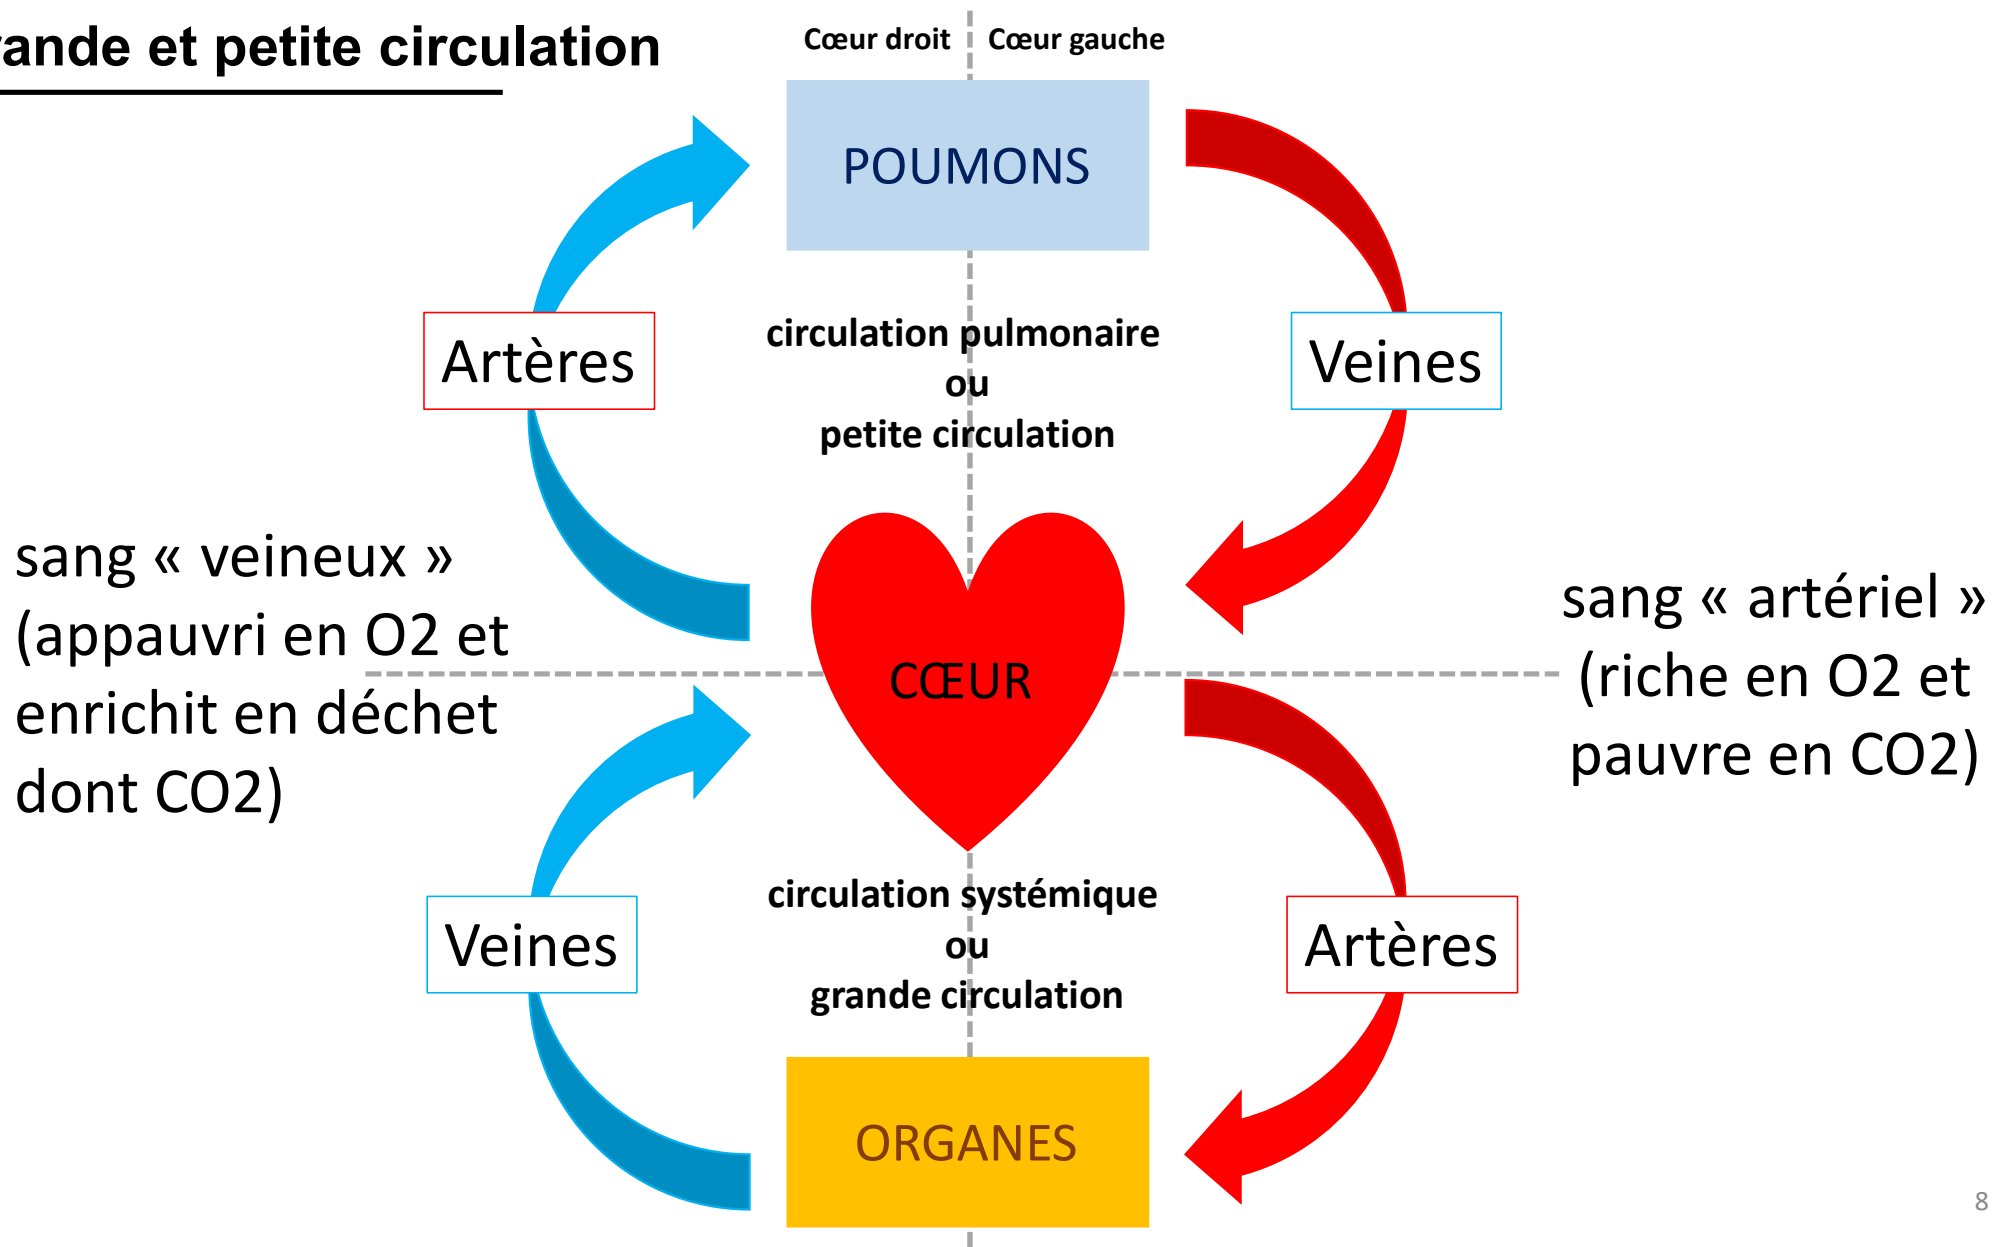 rande et petite circulation
Cœur droit
Cœur gauche
POUMONS
Artères
circulation pulmonaire
ou
petite circulation
Veines
sang « veineux »
(appauvri en O2 et
enrichit en déchet
dont CO2)
CŒUR
sang « artériel »
(riche en O2 et
pauvre en CO2)
Veines
circulation systémique
ou
grande circulation
Artères
ORGANES
8